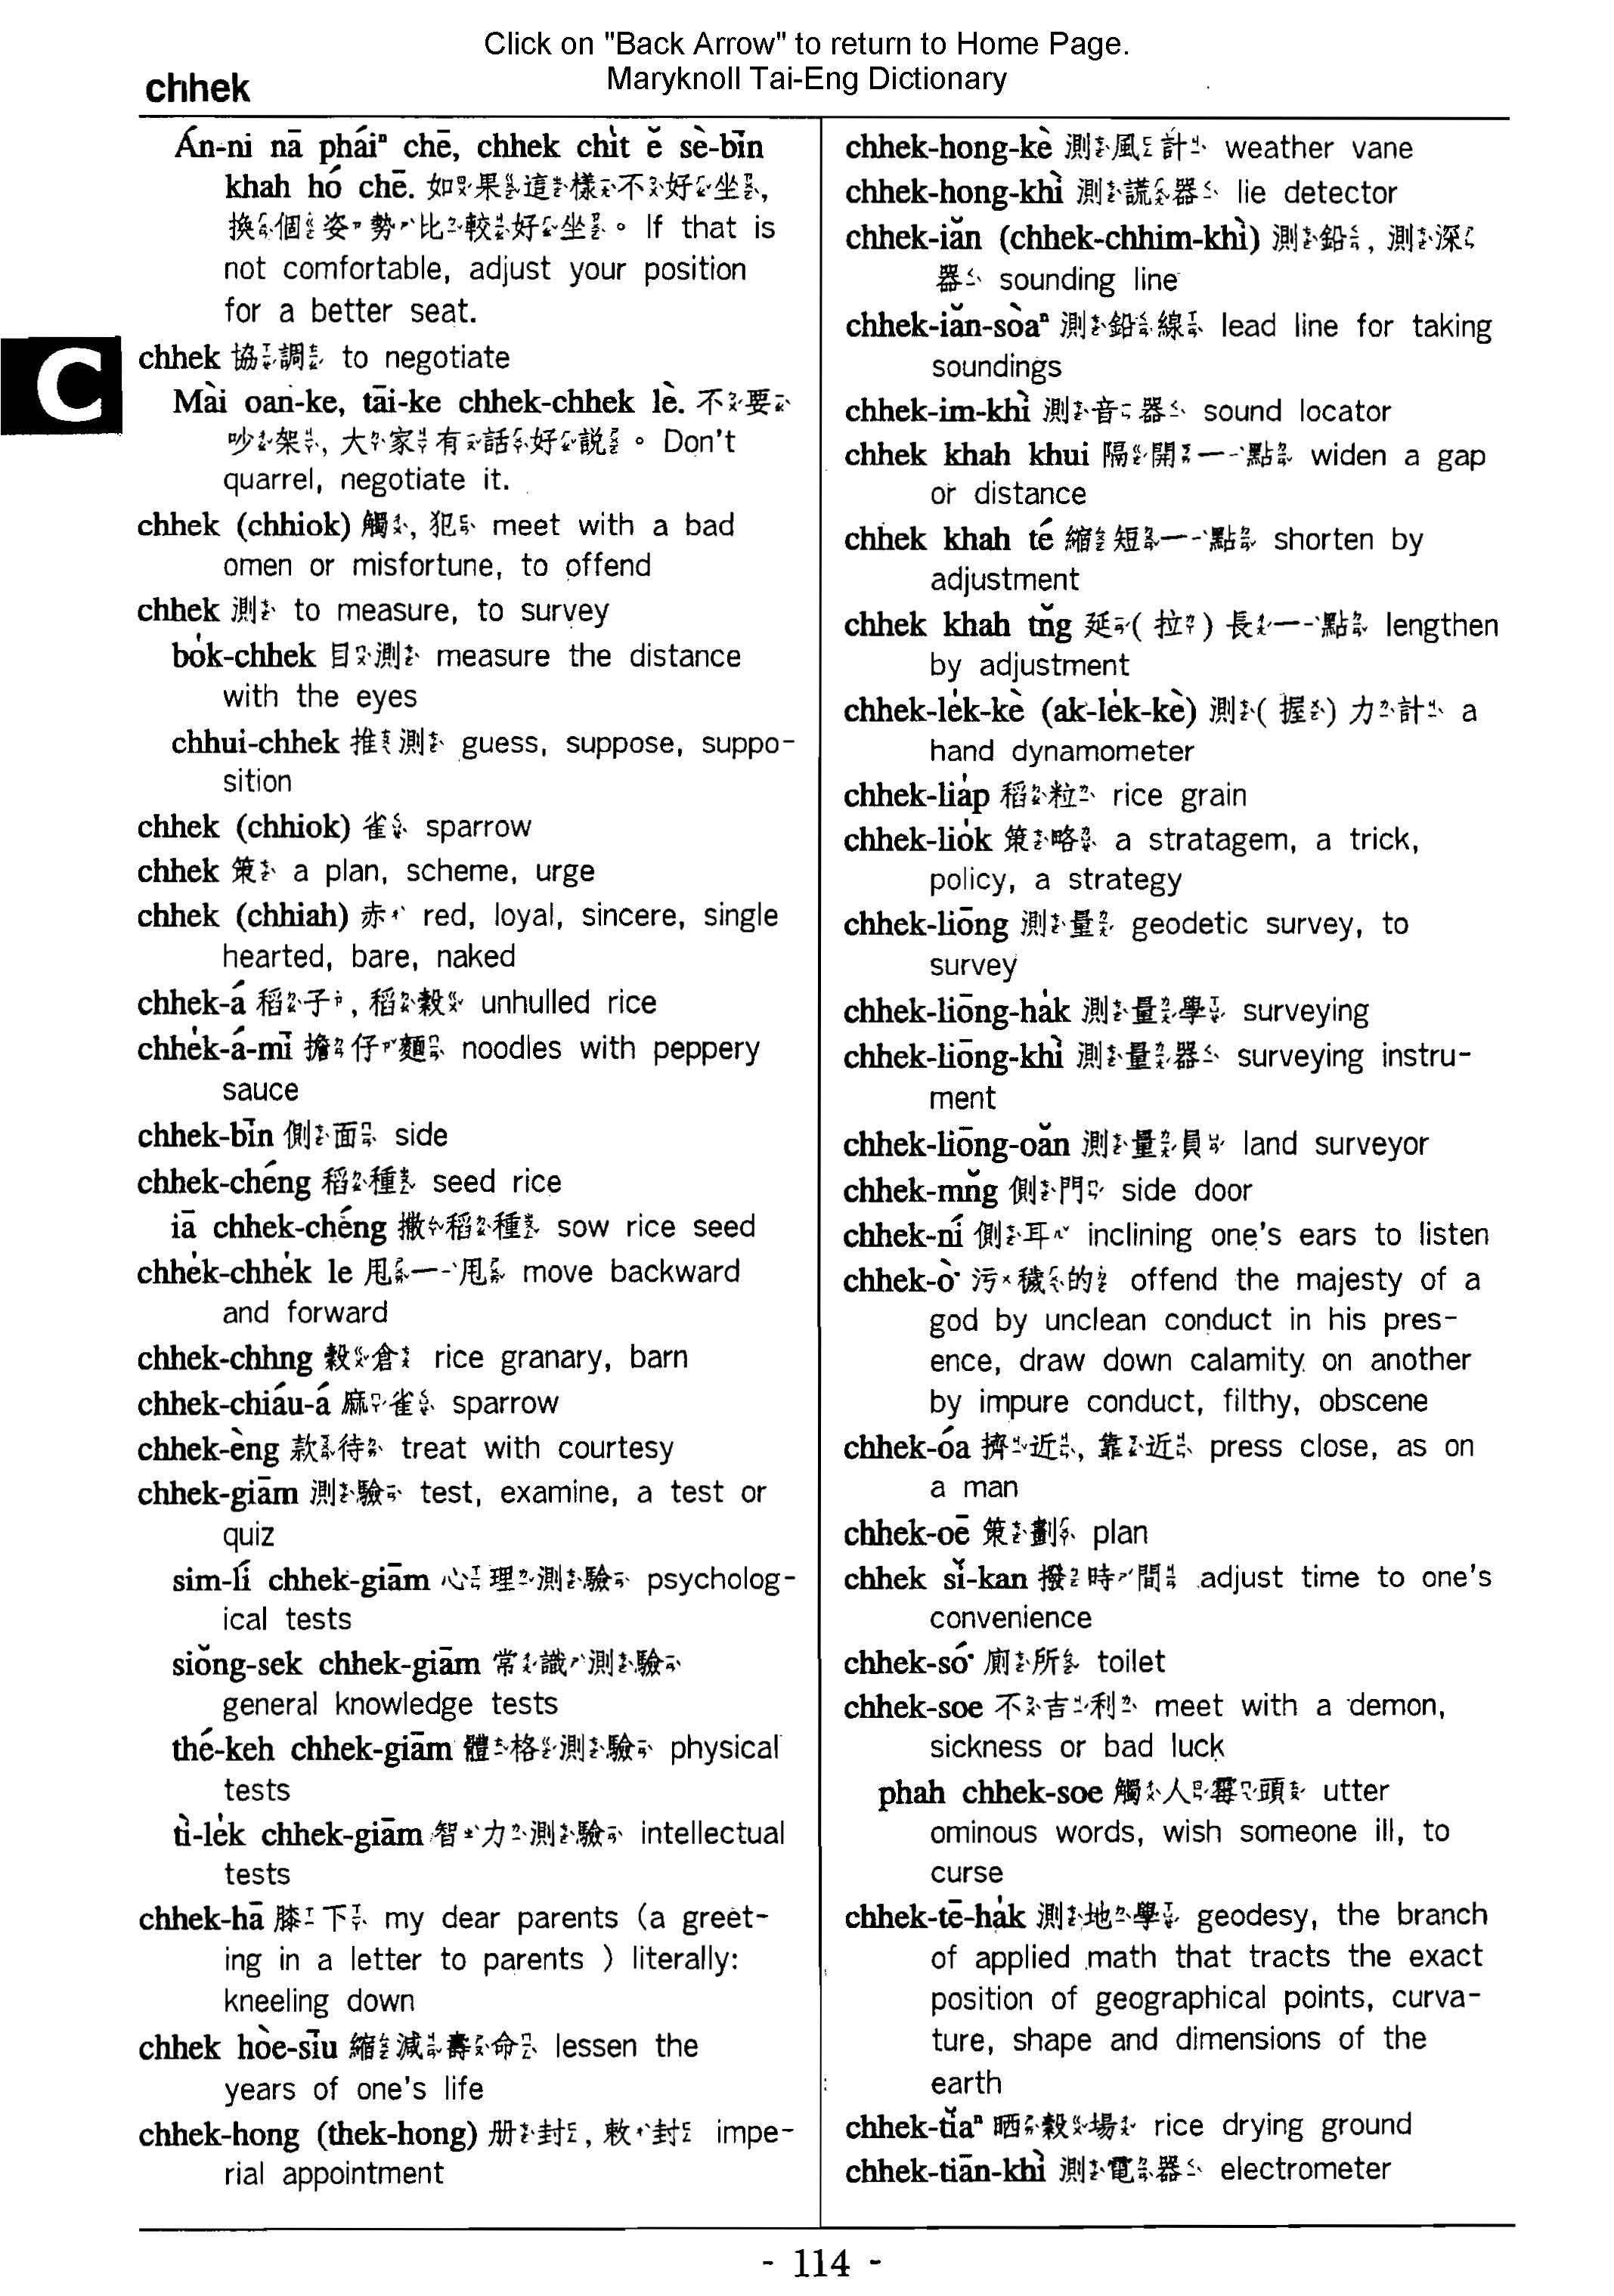 Click on "Back Arrow" to return to Home Page.
Maryknoll Tai-Eng Dictionary
chhek
Án-ni nā pháiⁿ chē, chhek chi̍t ĕ sè-bīn
khah hó chē. 如果這樣不好坐,
換個姿勢比較好坐。 If that is
not comfortable, adjust your position
for a better seat.
C
chhek 協調 to negotiate
Mài oan-ke, tāi-ke chhek-chhek lè. 不要
吵架, 大家有話好說。 Don't
quarrel, negotiate it.
chhek (chhiok) 觸, 犯 meet with a bad
omen or misfortune, to offend
chhek 測 to measure, to survey
bo̍k-chhek 目測 measure the distance
with the eyes
chhui-chhek 推測 guess, suppose, suppo-
sition
chhek (chhiok) 雀 sparrow
chhek 策 a plan, scheme, urge
chhek (chhiah) 赤 red, loyal, sincere, single
hearted, bare, naked
chhek-á 稻子, 稻穀 unhulled rice
chhe̍k-á-mī 擔仔麵 noodles with peppery
sauce
chhek-bīn 側面 side
chhek-chéng 稻種 seed rice
iā chhek-chéng 撒稻種 sow rice seed
chhe̍k-chhe̍k le 甩一甩 move backward
and forward
chhek-chhng 穀倉 rice granary, barn
chhek-chiáu-á 麻雀 sparrow
chhek-èng 款待 treat with courtesy
chhek-giām 測驗 test, examine, a test or
quiz
sim-lí chhek-giām 心理測驗 psycholog-
ical tests
siŏng-sek chhek-giām 常識測驗
general knowledge tests
thé-keh chhek-giām 體格測驗 physical
tests
tì-le̍k chhek-giām 智力測驗 intellectual
tests
chhek-hā 膝下 my dear parents (a greet-
ing in a letter to parents ) literally:
kneeling down
chhek hòe-sīu 縮減壽命 lessen the
years of one's life
chhek-hong (thek-hong) 册封, 敕封 impe-
rial appointment
chhek-hong-kè 測風計 weather vane
chhek-hong-khì 測謊器 lie detector
chhek-iăn (chhek-chhim-khì) 測鉛, 測深
器 sounding line
chhek-iăn-sòaⁿ 測鉛線 lead line for taking
soundings
chhek-im-khì 測音器 sound locator
chhek khah khui 隔開一點 widen a gap
or distance
chhek khah té 縮短一點 shorten by
adjustment
chhek khah tn̆g 延(拉)長一點 lengthen
by adjustment
chhek-le̍k-kè (ak-le̍k-kè) 測(握)力計 a
hand dynamometer
chhek-lia̍p 稻粒 rice grain
chhek-lio̍k 策略 a stratagem, a trick,
policy, a strategy
chhek-liōng 測量 geodetic survey, to
survey
chhek-liōng-ha̍k 測量學 surveying
chhek-liōng-khì 測量器 surveying instru-
ment
chhek-liōng-oăn 測量員 land surveyor
chhek-mn̆g 側門 side door
chhek-ní 側耳 inclining one's ears to listen
chhek-ò͘ 污穢的 offend the majesty of a
god by unclean conduct in his pres-
ence, draw down calamity on another
by impure conduct, filthy, obscene
chhek-óa 擠近, 靠近 press close, as on
a man
chhek-oē 策劃 plan
chhek sĭ-kan 撥時間 adjust time to one's
convenience
chhek-só͘ 廁所 toilet
chhek-soe 不吉利 meet with a demon,
sickness or bad luck
phah chhek-soe 觸人霉頭 utter
ominous words, wish someone ill, to
curse
chhek-tē-ha̍k 測地學 geodesy, the branch
of applied math that tracts the exact
position of geographical points, curva-
ture, shape and dimensions of the
earth
chhek-tĭaⁿ 晒穀場 rice drying ground
chhek-tiān-khì 測電器 electrometer
- 114 -